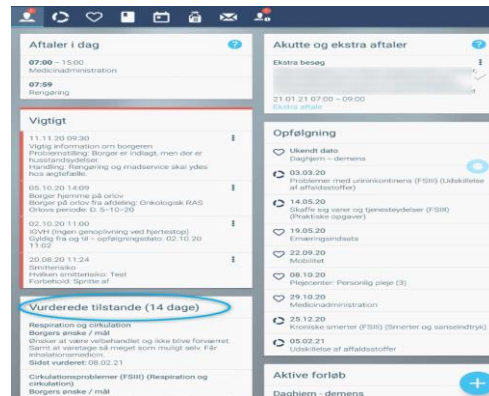 Aftaler i dag
07:00 – 15:00
Medicinadministration
07:59
Rengøring
Vigtigt
11.11.20 09:30
Vigtig information om borgeren
Problemstilling: Borger er indlagt, men der er
husstandsydelser.
Handling: Rengøring og madservice skal ydes
hos ægtefælle.
05.10.20 14:09
Borger hjemme på orlov
Borger på orlov fra afdeling: Onkologisk RAS
Orlovs periode: D. 5-10-20
02.10.20 11:00
IGVH (Ingen genoplivning ved hjertestop)
Gyldig fra og til – opfølgningsdato: 02.10.20
11:02
20.08.20 11:24
Smitterisiko
Hvilken smitterisiko: Test
Forbehold: Spritte af
Vurderede tilstande (14 dage)
Respiration og cirkulation
Borgers ønske / mål
Ønsker at være velbehandlet og ikke blive forværret.
Samt at varetage så meget som muligt selv. Får
inhalationsmedicin.
Sidst vurderet: 08.02.21
Cirkulationsproblemer (FSIII) (Respiration og
cirkulation)
Borgers ønske / mål
Akutte og ekstra aftaler
Ekstra besøg
21.01.21 07:00 – 09:00
Ekstra aftale
Opfølgning
Ukendt dato
Daghjem – demens
03.03.20
Problemer med urininkontinens (FSIII) (Udskillelse
af affaldsstoffer)
14.05.20
Skaffe sig varer og tjenesteydelser (FSIII)
(Praktiske opgaver)
19.05.20
Ernæringsindsats
22.09.20
Mobilitet
08.10.20
Plejecenter: Personlig pleje (3)
29.10.20
Medicinadministration
25.12.20
Kroniske smerter (FSIII) (Smerter og sanseindtryk)
05.02.21
Udskillelse af affaldsstoffer
Aktive forløb
Daghjem - demens